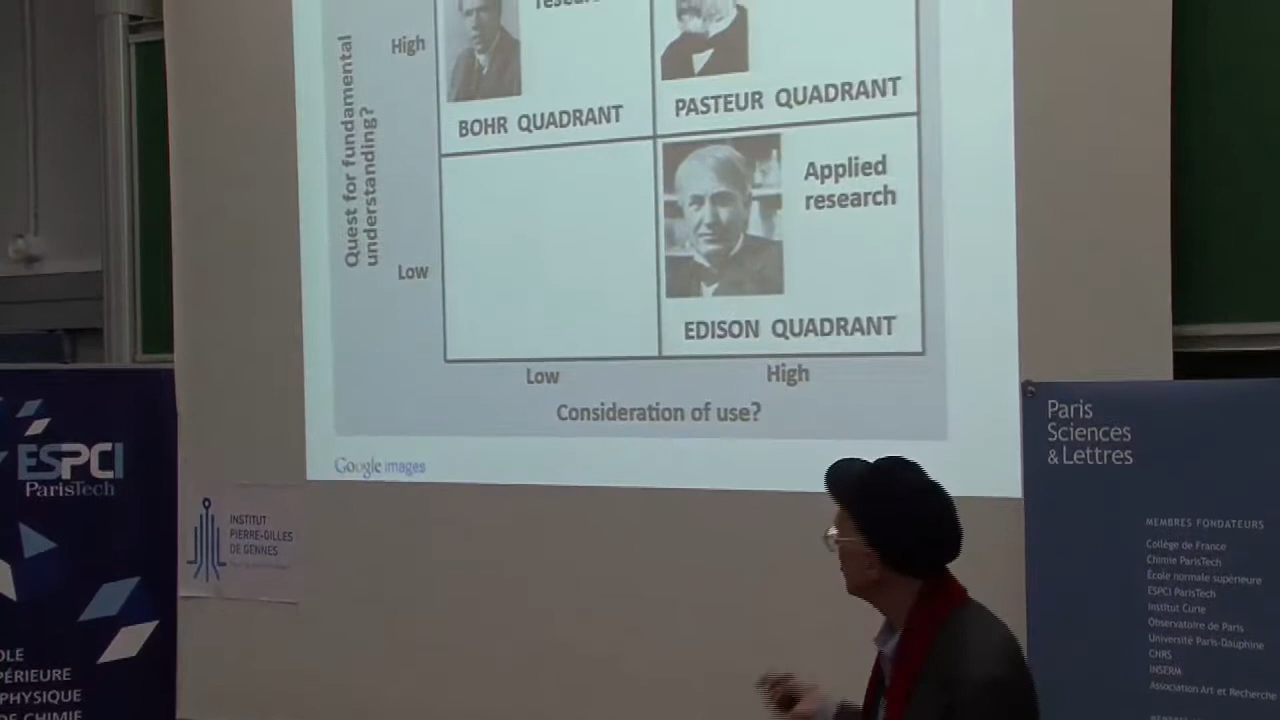 High
BOHR QUADRANT
PASTEUR QUADRANT
Quest for fundamental
understanding?
Applied
research
Low
EDISON QUADRANT
Low
High
Consideration of use?
Google images
ESPCI
ParisTech
INSTITUT
PIERRE-GILLES
DE GENNES
Paris
Sciences
& Lettres
MEMBRES FONDATEURS
Collège de France
Chimie ParisTech
École normale supérieure
ESPCI ParisTech
Institut Curie
Observatoire de Paris
Université Paris-Dauphine
CNRS
INSERM
Association Art et Recherche